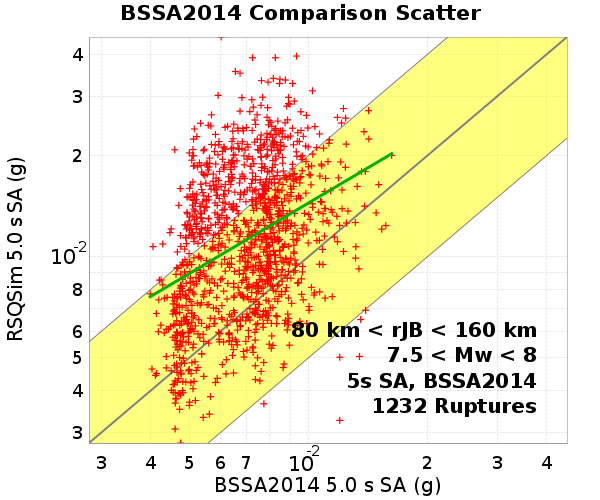 BSSA2014 Comparison Scatter
RSQSim 5.0 s SA (g)
4
3
2
10-2
8
6
5
4
3
80 km < rJB < 160 km
7.5 < Mw < 8
5s SA, BSSA2014
1232 Ruptures
3 4 5 6 7 10-2 2 3 4
BSSA2014 5.0 s SA (g)